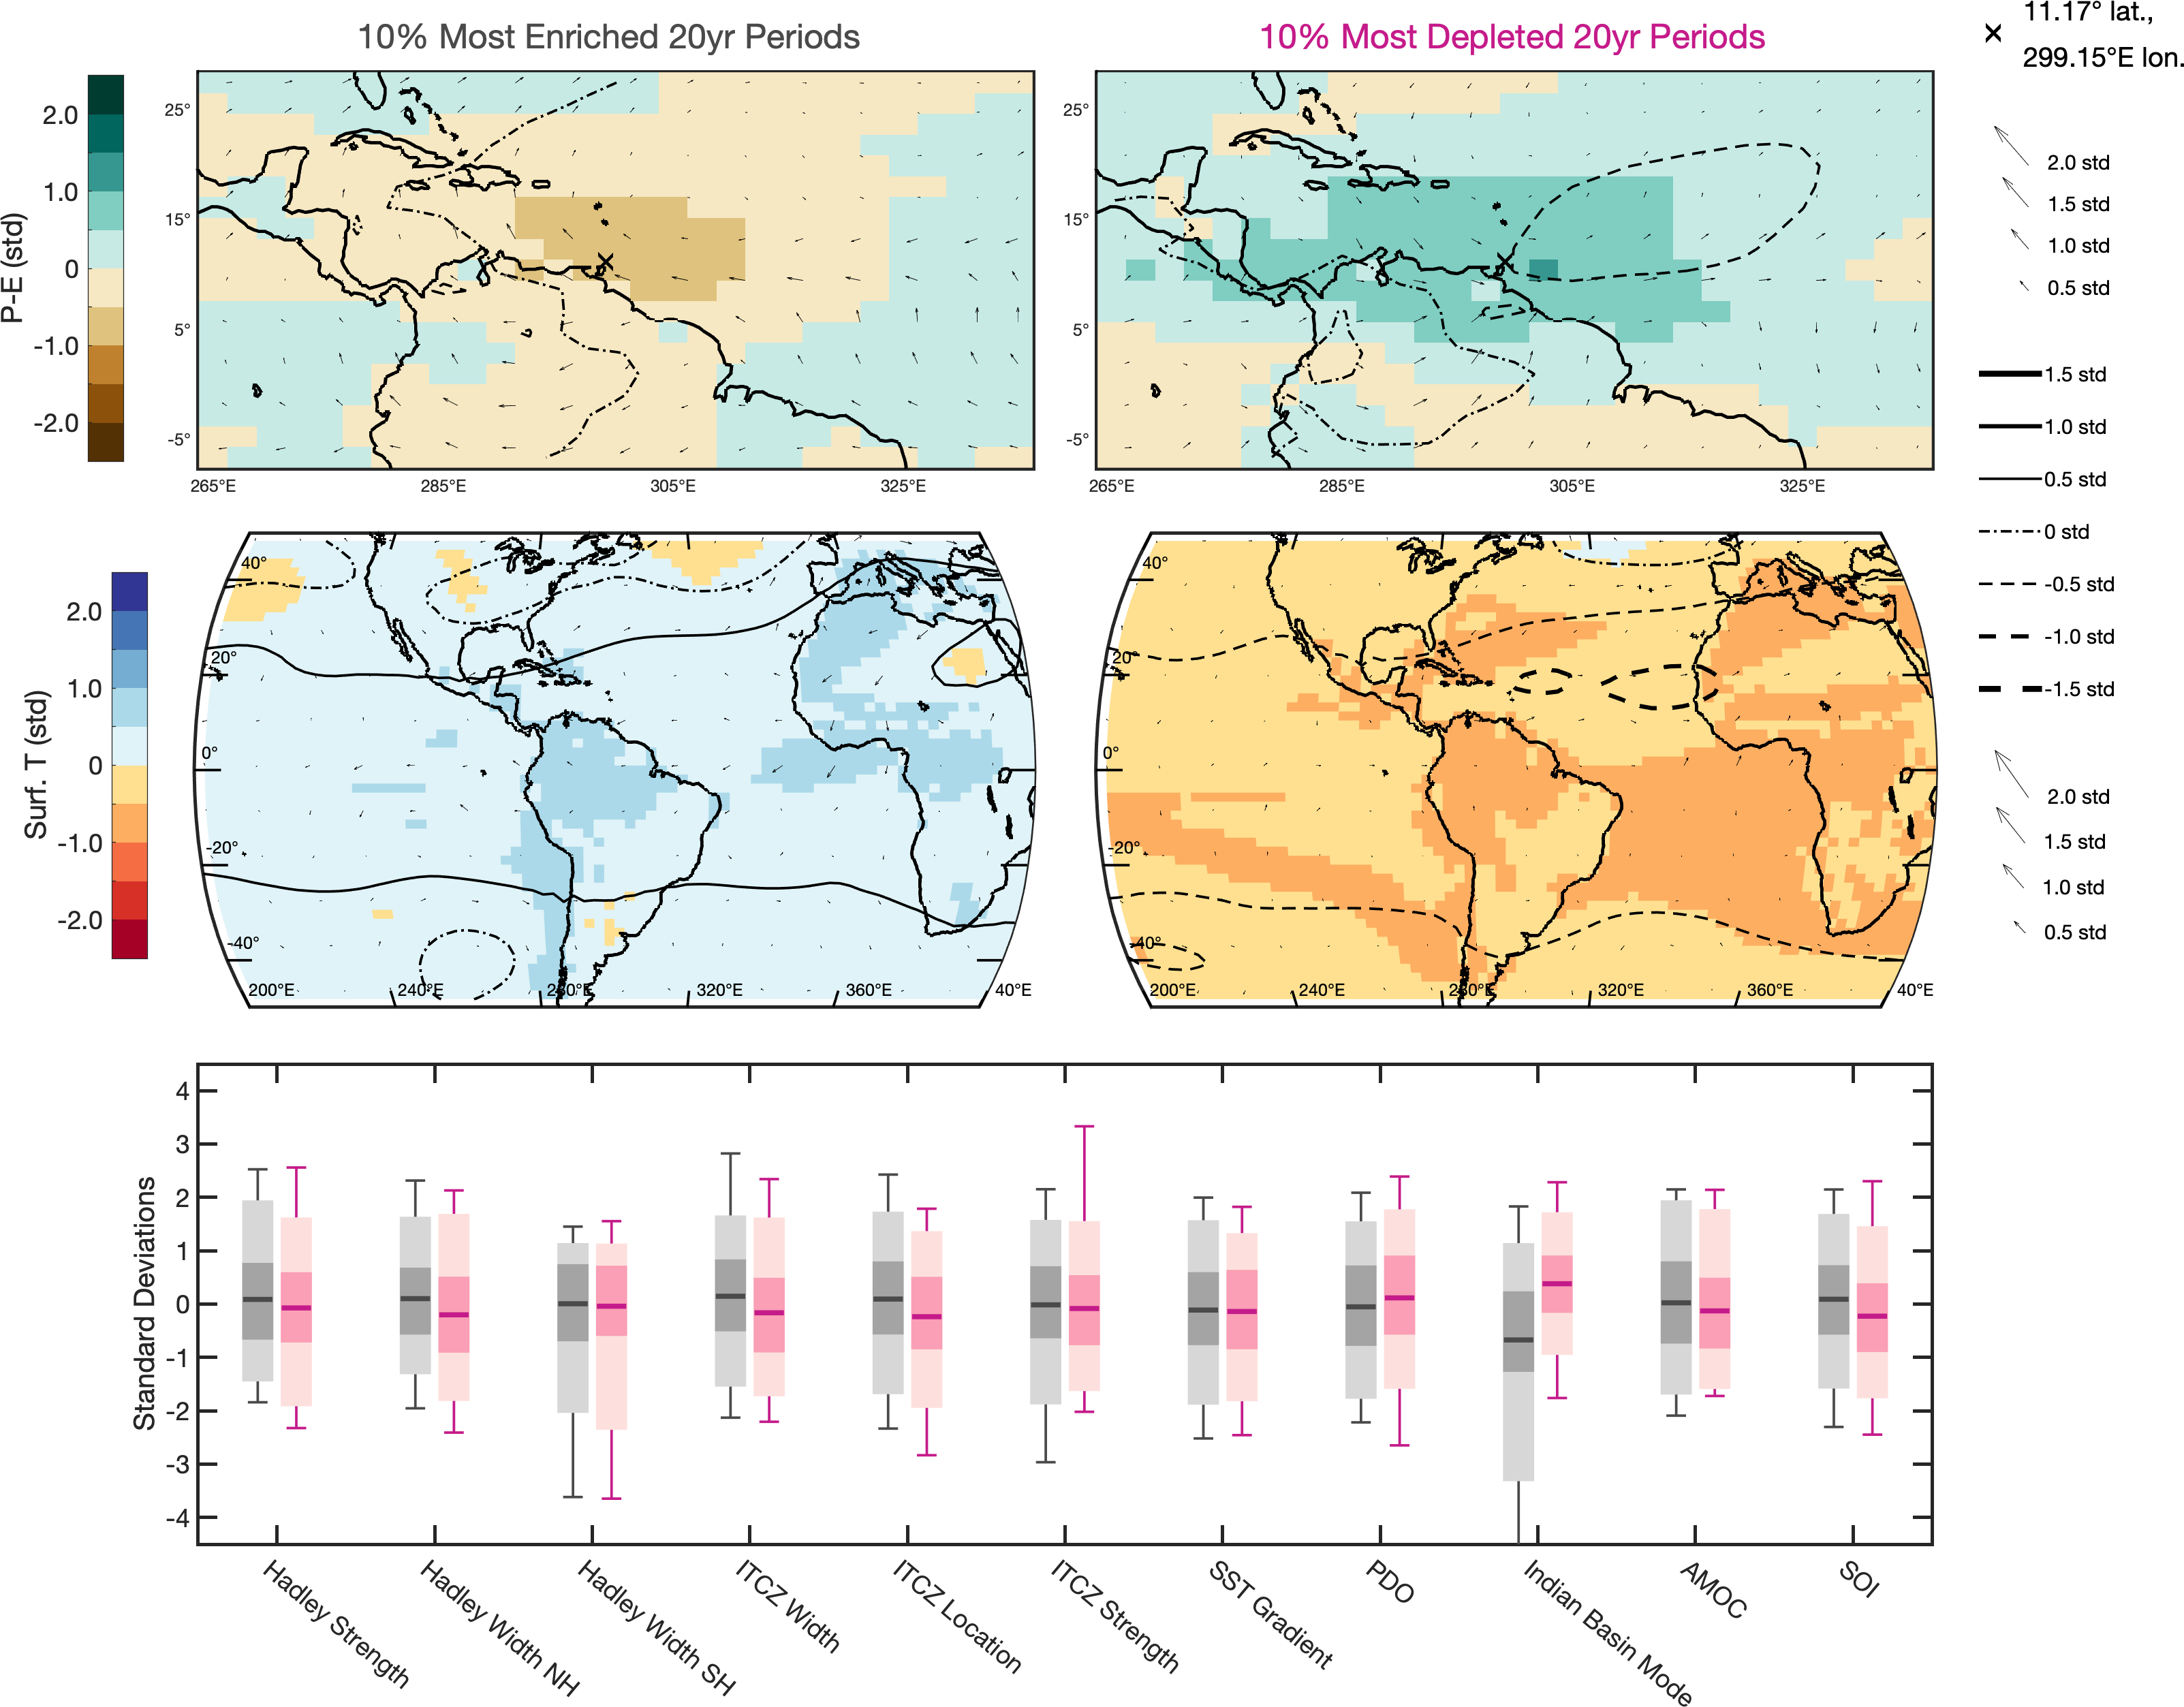 10% Most Enriched 20yr Periods
10% Most Depleted 20yr Periods
11.17° lat.,
299.15°E lon.
P-E (std)
2.0
1.0
0
-1.0
-2.0
25°
15°
5°
-5°
265°E
285°E
305°E
325°E
25°
15°
5°
-5°
265°E
285°E
305°E
325°E
2.0 std
1.5 std
1.0 std
0.5 std
1.5 std
1.0 std
0.5 std
0 std
-0.5 std
-1.0 std
-1.5 std
Surf. T (std)
2.0
1.0
0
-1.0
-2.0
40°
20°
0°
-20°
-40°
200°E
240°E
280°E
320°E
360°E
40°E
40°
20°
0°
-20°
-40°
200°E
240°E
280°E
320°E
360°E
40°E
2.0 std
1.5 std
1.0 std
0.5 std
Standard Deviations
4
3
2
1
0
-1
-2
-3
-4
Hadley Strength
Hadley Width NH
Hadley Width SH
ITCZ Width
ITCZ Location
ITCZ Strength
SST Gradient
PDO
Indian Basin Mode
AMOC
SOI